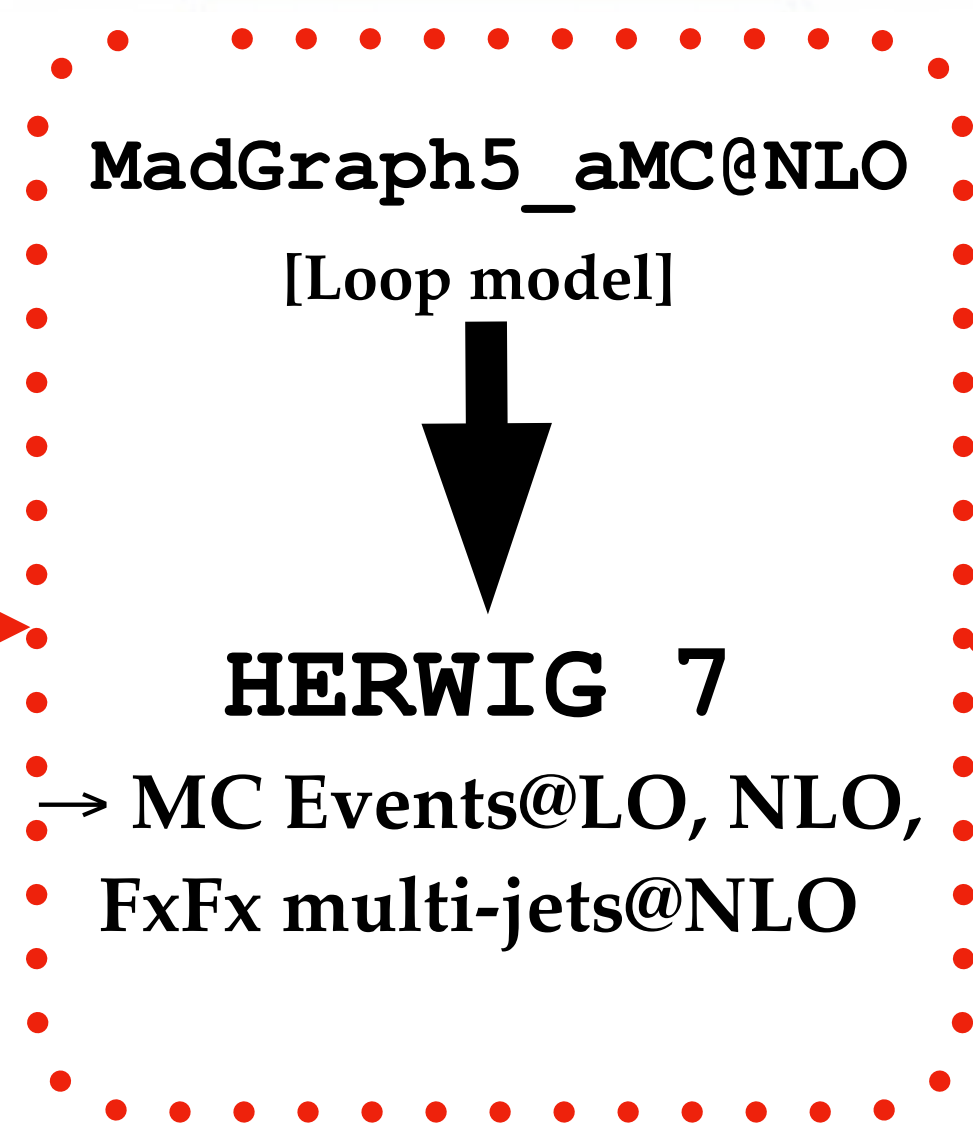 MadGraph5_aMC@NLO
[Loop model]
HERWIG 7
→ MC Events@LO, NLO,
FxFx multi-jets@NLO